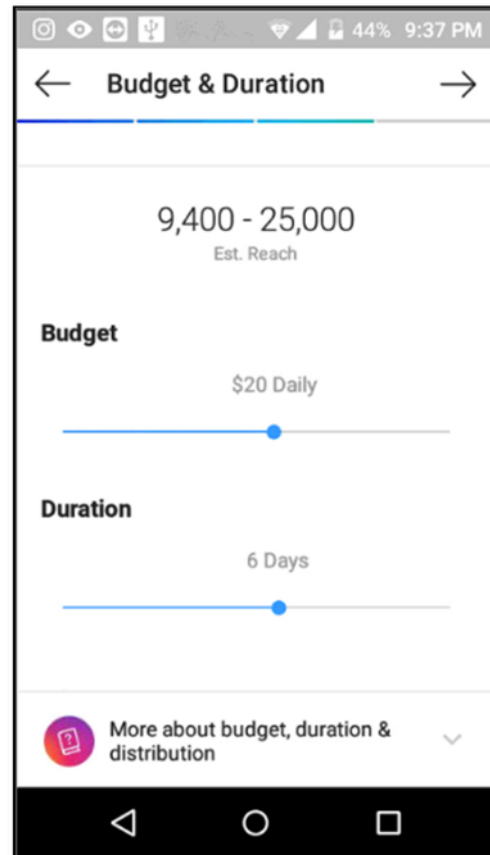 44% 9:37 PM
Budget & Duration
9,400 - 25,000
Est. Reach
Budget
$20 Daily
Duration
6 Days
More about budget, duration &
distribution